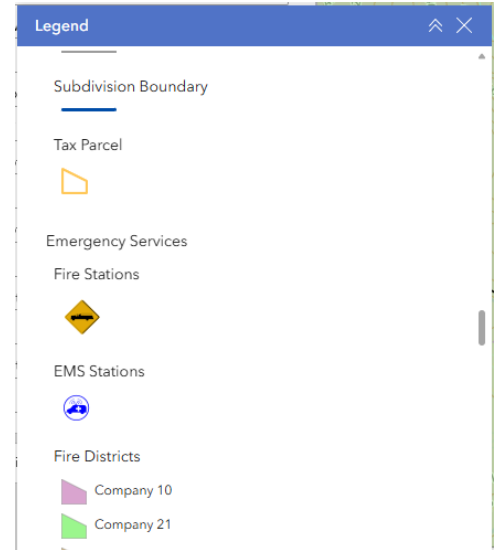 Legend
Subdivision Boundary
Tax Parcel
Emergency Services
Fire Stations
EMS Stations
Fire Districts
Company 10
Company 21